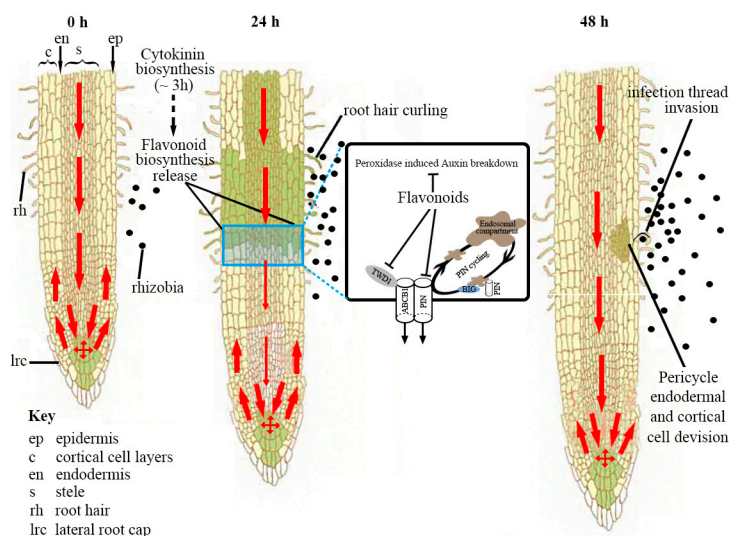 0 h
24 h
48 h
en
ep
c
s
Cytokinin
biosynthesis
(~ 3h)
Flavonoid
biosynthesis
release
rh
rhizobia
lrc
root hair curling
Peroxidase induced Auxin breakdown
Flavonoids
Endosomal
compartment
PIN cycling
TWD1
ABCB1
PIN
BIG
PIN
infection thread
invasion
Pericycle
endodermal
and cortical
cell devision
Key
ep epidermis
c cortical cell layers
en endodermis
s stele
rh root hair
lrc lateral root cap